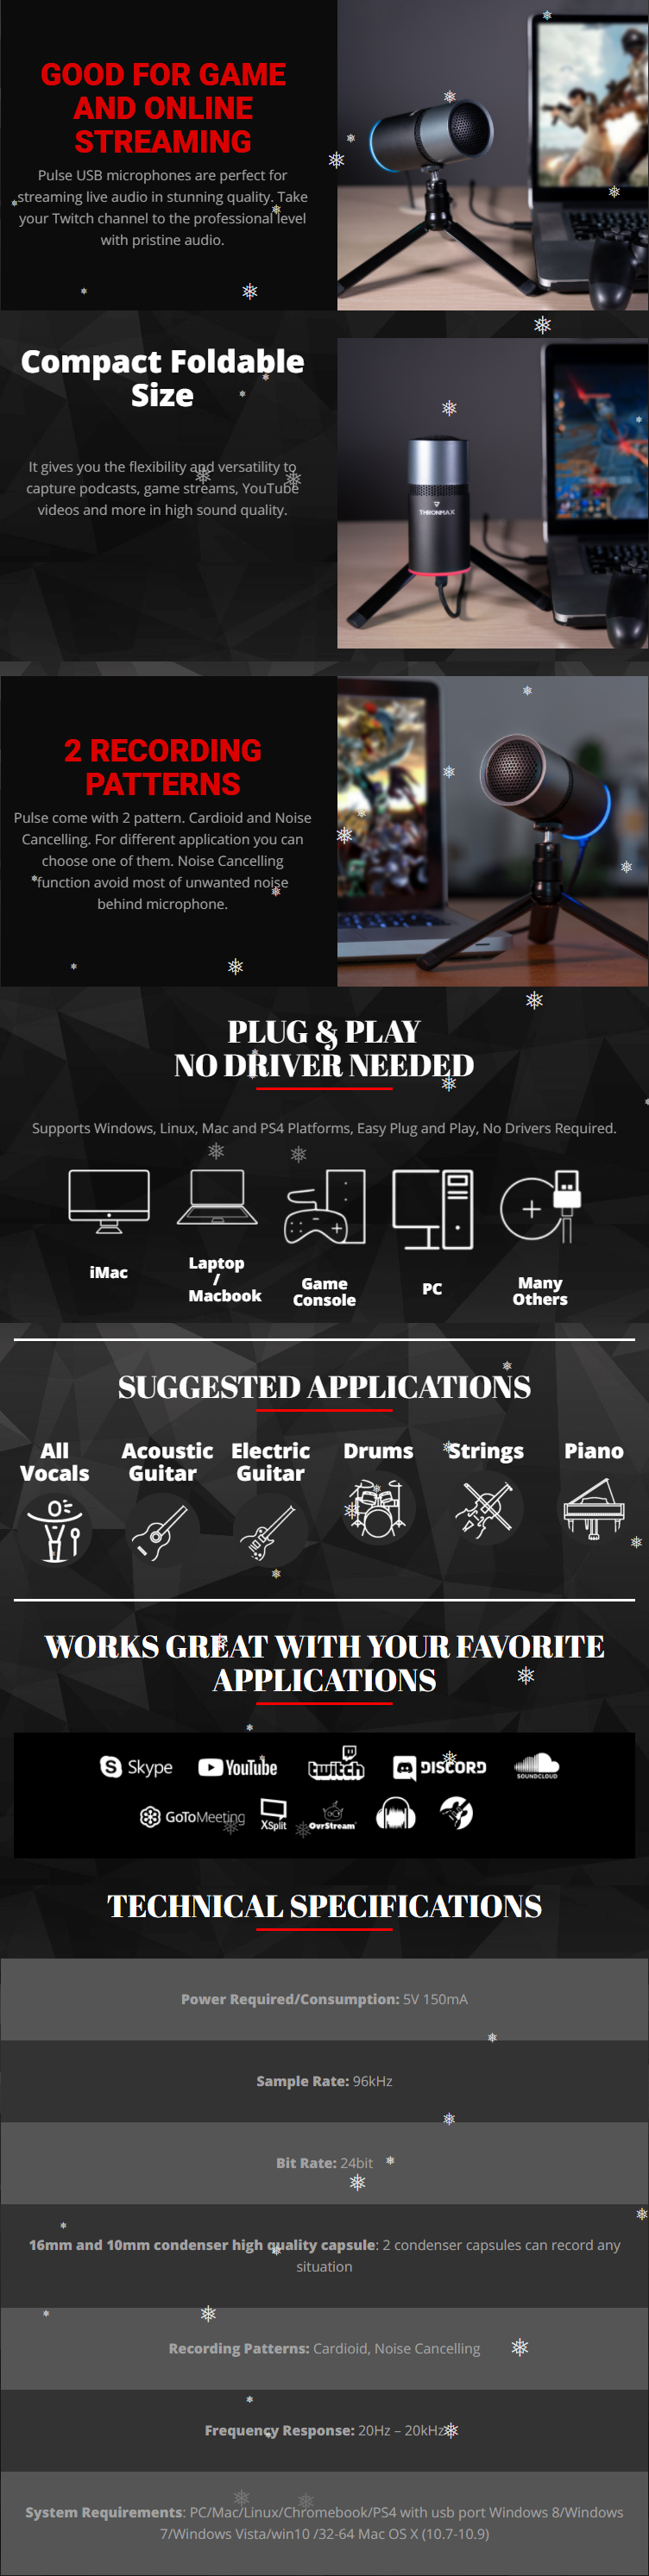 GOOD FOR GAME
AND ONLINE
STREAMING
Pulse USB microphones are perfect for
streaming live audio in stunning quality. Take
your Twitch channel to the professional level
with pristine audio.
Compact Foldable
Size
It gives you the flexibility and versatility to
capture podcasts, game streams, YouTube
videos and more in high sound quality.
THRONMAX
2 RECORDING
PATTERNS
Pulse come with 2 pattern. Cardioid and Noise
Cancelling. For different application you can
choose one of them. Noise Cancelling
function avoid most of unwanted noise
behind microphone.
PLUG & PLAY
NO DRIVER NEEDED
Supports Windows, Linux, Mac and PS4 Platforms, Easy Plug and Play, No Drivers Required.
iMac
Laptop
/
Macbook
Game
Console
PC
Many
Others
SUGGESTED APPLICATIONS
All
Vocals
Acoustic
Guitar
Electric
Guitar
Drums
Strings
Piano
WORKS GREAT WITH YOUR FAVORITE
APPLICATIONS
Skype YouTube twitch DISCORD SOUNDCLOUD
GoToMeeting XSplit OvrStream
TECHNICAL SPECIFICATIONS
Power Required/Consumption: 5V 150mA
Sample Rate: 96kHz
Bit Rate: 24bit
16mm and 10mm condenser high quality capsule: 2 condenser capsules can record any
situation
Recording Patterns: Cardioid, Noise Cancelling
Frequency Response: 20Hz – 20kHz
System Requirements: PC/Mac/Linux/Chromebook/PS4 with usb port Windows 8/Windows
7/Windows Vista/win10 /32-64 Mac OS X (10.7-10.9)